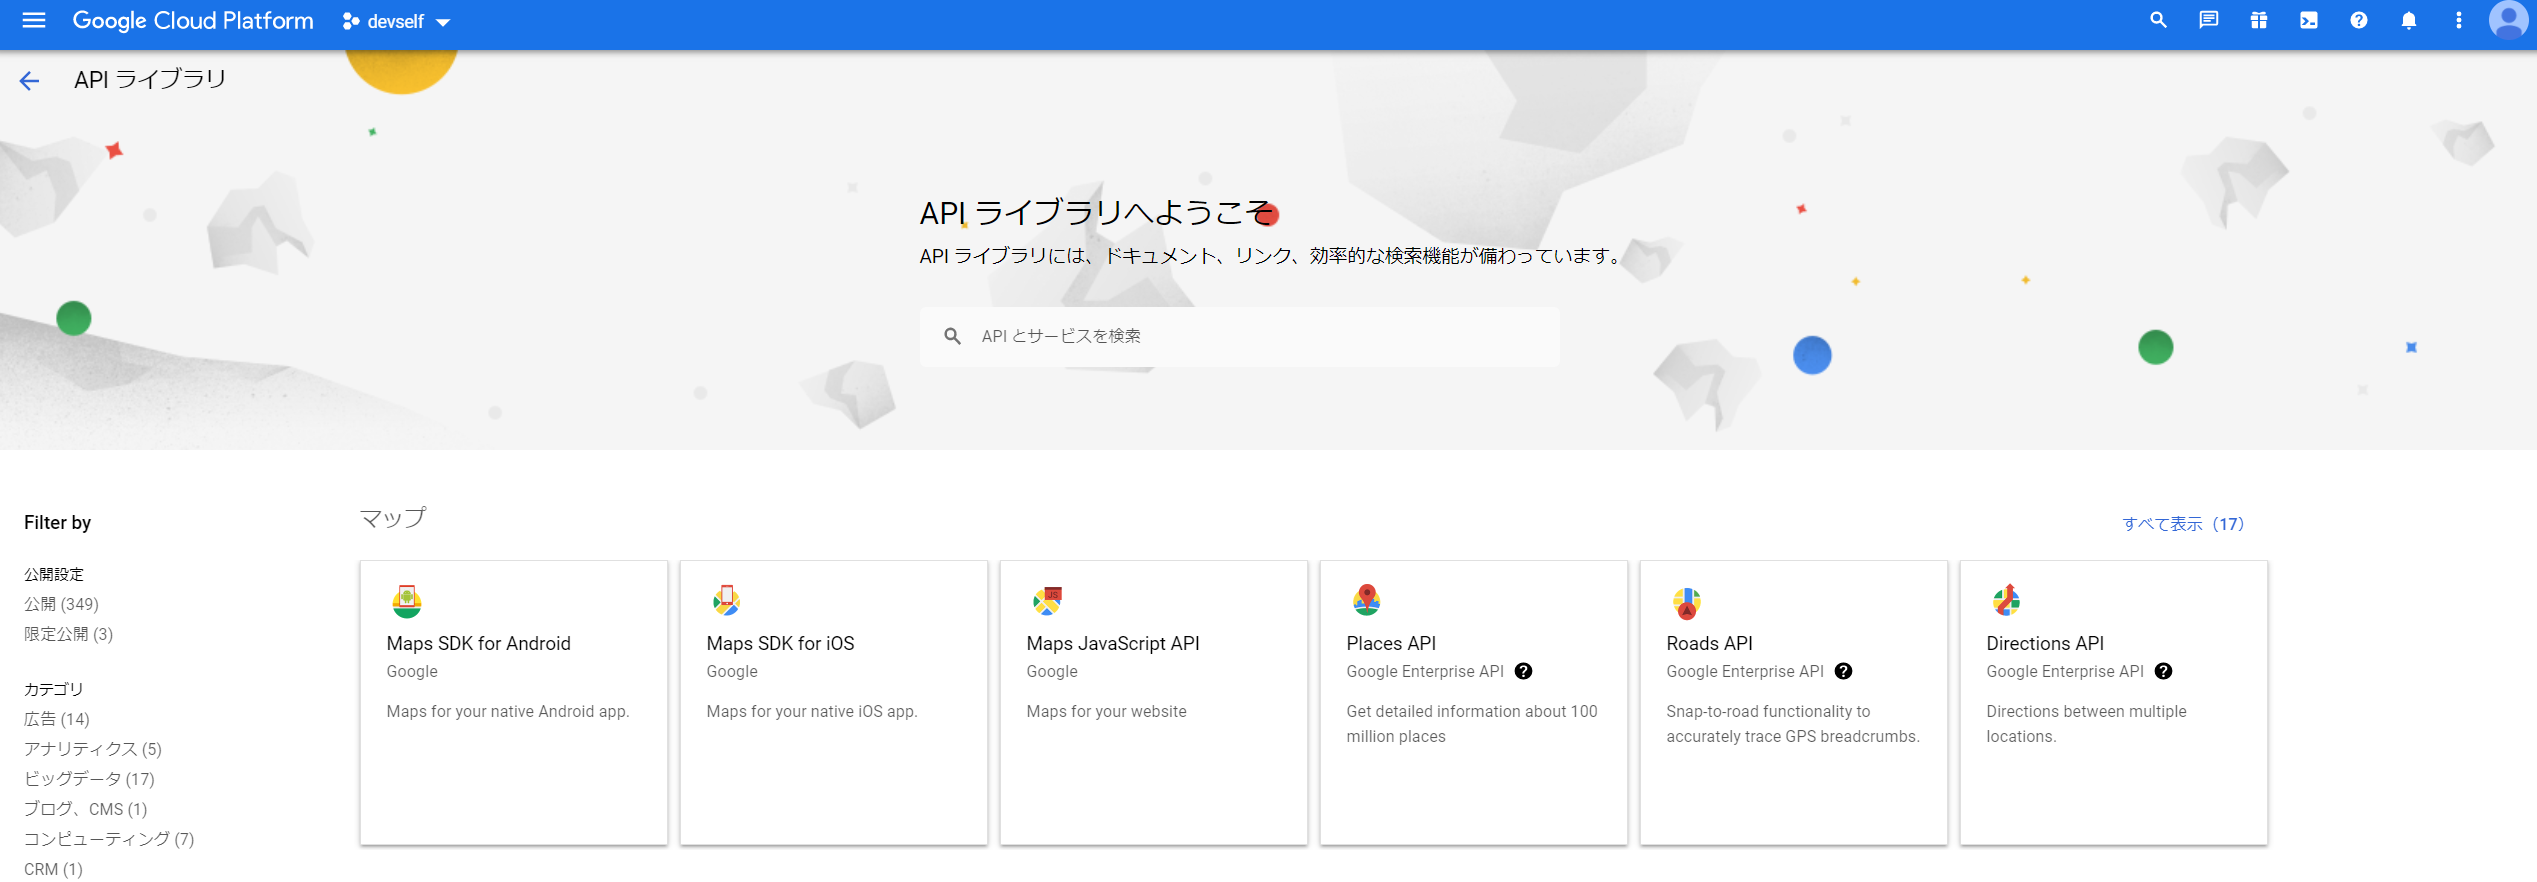 Google Cloud Platform devself
API ライブラリ
API ライブラリへようこそ
API ライブラリには、ドキュメント、リンク、効率的な検索機能が備わっています。
API とサービスを検索
Filter by
公開設定
公開 (349)
限定公開 (3)
カテゴリ
広告 (14)
アナリティクス (5)
ビッグデータ (17)
ブログ、CMS (1)
コンピューティング (7)
CRM (1)
マップ
すべて表示（17）
Maps SDK for Android
Google
Maps for your native Android app.
Maps SDK for iOS
Google
Maps for your native iOS app.
JS
Maps JavaScript API
Google
Maps for your website
Places API
Google Enterprise API
Get detailed information about 100
million places
Roads API
Google Enterprise API
Snap-to-road functionality to
accurately trace GPS breadcrumbs.
Directions API
Google Enterprise API
Directions between multiple
locations.